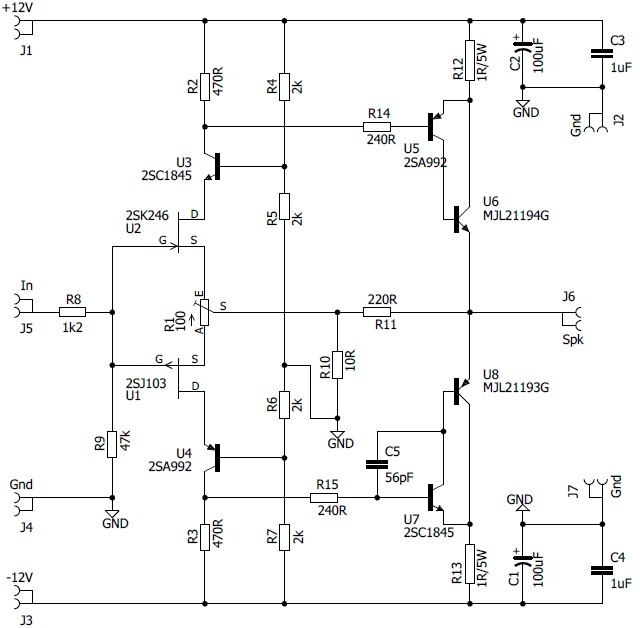 +12V
J1
R2
470R
R4
2k
R12
1R/5W
C2
+
100uF
C3
1uF
GND
Gnd
J2
R14
240R
U5
2SA992
U3
2SC1845
2SK246
U2
D
G
S
R5
2k
U6
MJL21194G
In
J5
R8
1k2
R1
100
E
A
S
R10
10R
220R
R11
J6
Spk
G
S
2SJ103
U1
D
R6
2k
GND
U8
MJL21193G
R9
47k
U4
2SA992
C5
56pF
Gnd
J4
GND
R15
240R
U7
2SC1845
GND
J7
Gnd
R3
470R
R7
2k
R13
1R/5W
C1
+
100uF
C4
1uF
-12V
J3